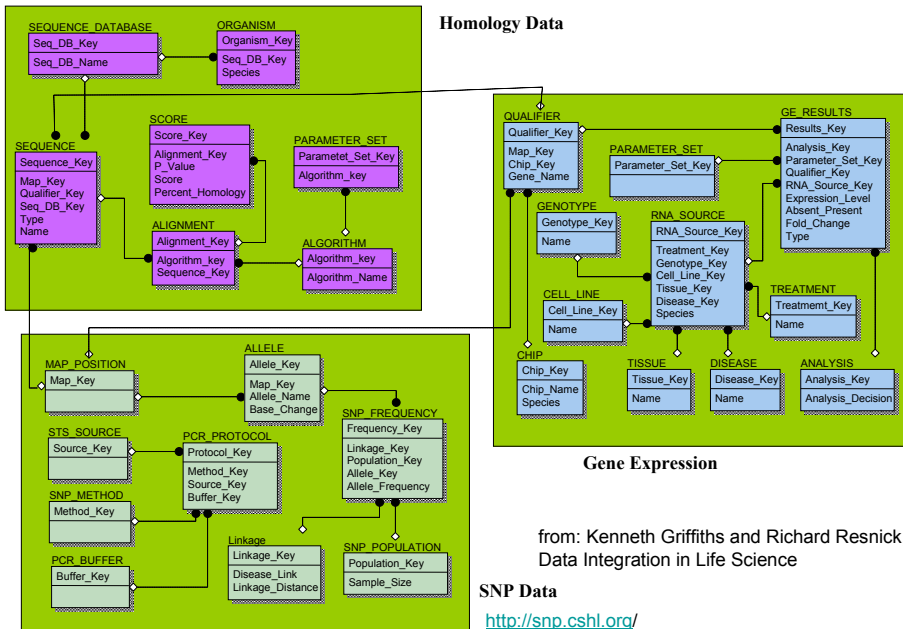 Homology Data
SEQUENCE_DATABASE
Seq_DB_Key
Seq_DB_Name
ORGANISM
Organism_Key
Seq_DB_Key
Species
SEQUENCE
Sequence_Key
Map_Key
Qualifier_Key
Seq_DB_Key
Type
Name
SCORE
Score_Key
Alignment_Key
P_Value
Score
Percent_Homology
PARAMETER_SET
Parametet_Set_Key
Algorithm_key
ALIGNMENT
Alignment_Key
Algorithm_key
Sequence_Key
ALGORITHM
Algorithm_key
Algorithm_Name
QUALIFIER
Qualifier_Key
Map_Key
Chip_Key
Gene_Name
PARAMETER_SET
Parameter_Set_Key
GE_RESULTS
Results_Key
Analysis_Key
Parameter_Set_Key
Qualifier_Key
RNA_Source_Key
Expression_Level
Absent_Present
Fold_Change
Type
GENOTYPE
Genotype_Key
Name
RNA_SOURCE
RNA_Source_Key
Treatment_Key
Genotype_Key
Cell_Line_Key
Tissue_Key
Disease_Key
Species
CELL_LINE
Cell_Line_Key
Name
TREATMENT
Treatmemt_Key
Name
CHIP
Chip_Key
Chip_Name
Species
TISSUE
Tissue_Key
Name
DISEASE
Disease_Key
Name
ANALYSIS
Analysis_Key
Analysis_Decision
Gene Expression
MAP_POSITION
Map_Key
ALLELE
Allele_Key
Map_Key
Allele_Name
Base_Change
STS_SOURCE
Source_Key
PCR_PROTOCOL
Protocol_Key
Method_Key
Source_Key
Buffer_Key
SNP_FREQUENCY
Frequency_Key
Linkage_Key
Population_Key
Allele_Key
Allele_Frequency
SNP_METHOD
Method_Key
PCR_BUFFER
Buffer_Key
Linkage
Linkage_Key
Disease_Link
Linkage_Distance
SNP_POPULATION
Population_Key
Sample_Size
from: Kenneth Griffiths and Richard Resnick
Data Integration in Life Science
SNP Data
http://snp.cshl.org/